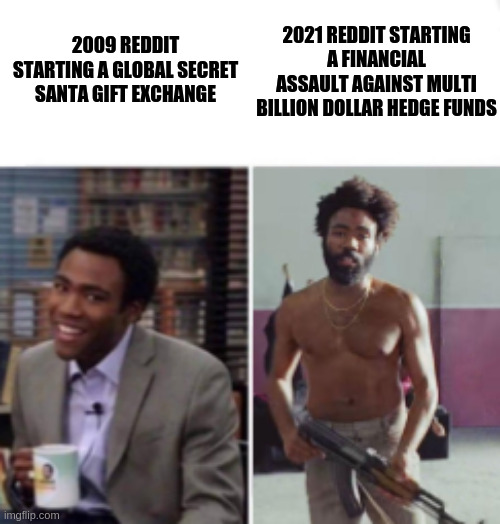 2009 REDDIT
STARTING A GLOBAL SECRET
SANTA GIFT EXCHANGE
2021 REDDIT STARTING
A FINANCIAL
ASSAULT AGAINST MULTI
BILLION DOLLAR HEDGE FUNDS
imgflip.com